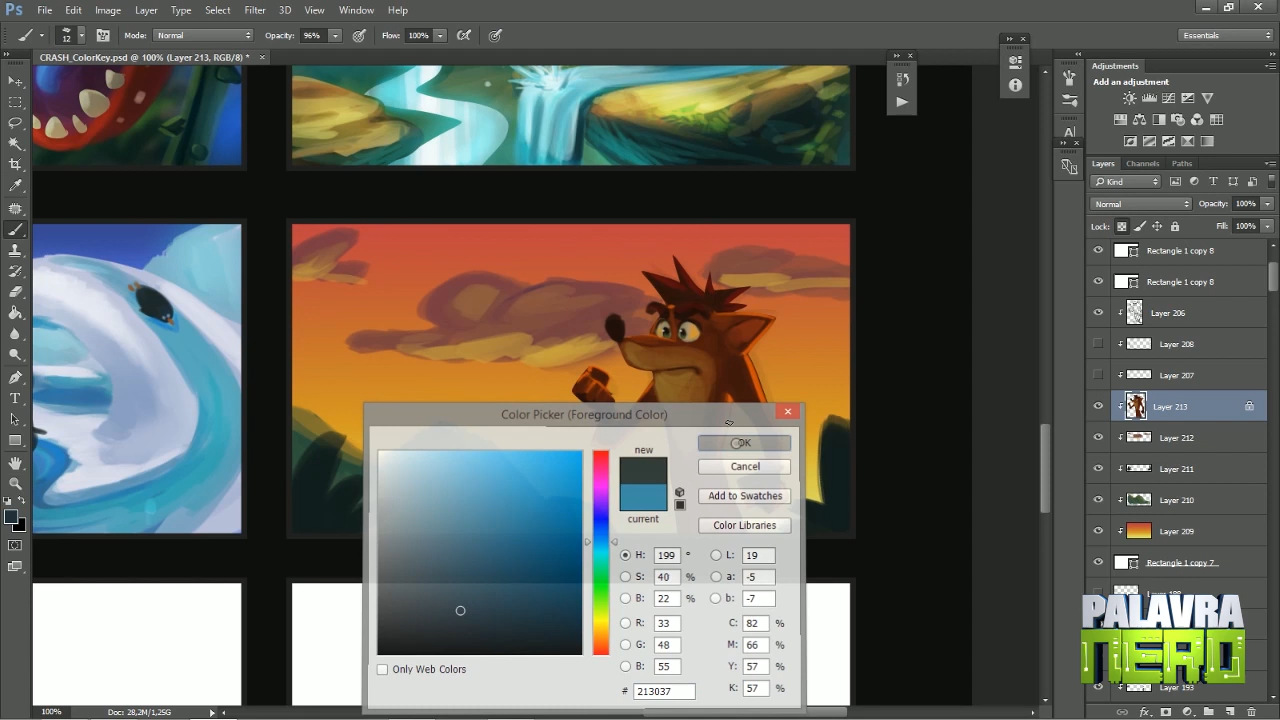 Ps File Edit Image Layer Type Select Filter 3D View Window Help
12 Mode: Normal Opacity: 96% Flow: 100% Essentials
CRASH_ColorKey.psd @ 100% (Layer 213, RGB/8) * ×
Adjustments
Add an adjustment
A|
Layers Channels Paths
Kind
Normal Opacity: 100%
Lock: Fill: 100%
Rectangle 1 copy 8
Rectangle 1 copy 8
Layer 206
Layer 208
Layer 207
Layer 213
Layer 212
Layer 211
Layer 210
Layer 209
Rectangle 1 copy 7
Layer 193
Color Picker (Foreground Color)
new
current
OK
Cancel
Add to Swatches
Color Libraries
H: 199 °
S: 40 %
B: 22 %
R: 33
G: 48
B: 55
L: 19
a: -5
b: -7
C: 82 %
M: 66 %
Y: 57 %
K: 57 %
# 213037
Only Web Colors
100% Doc: 28,2M/1,25G
PALAVRA
NERD
fx